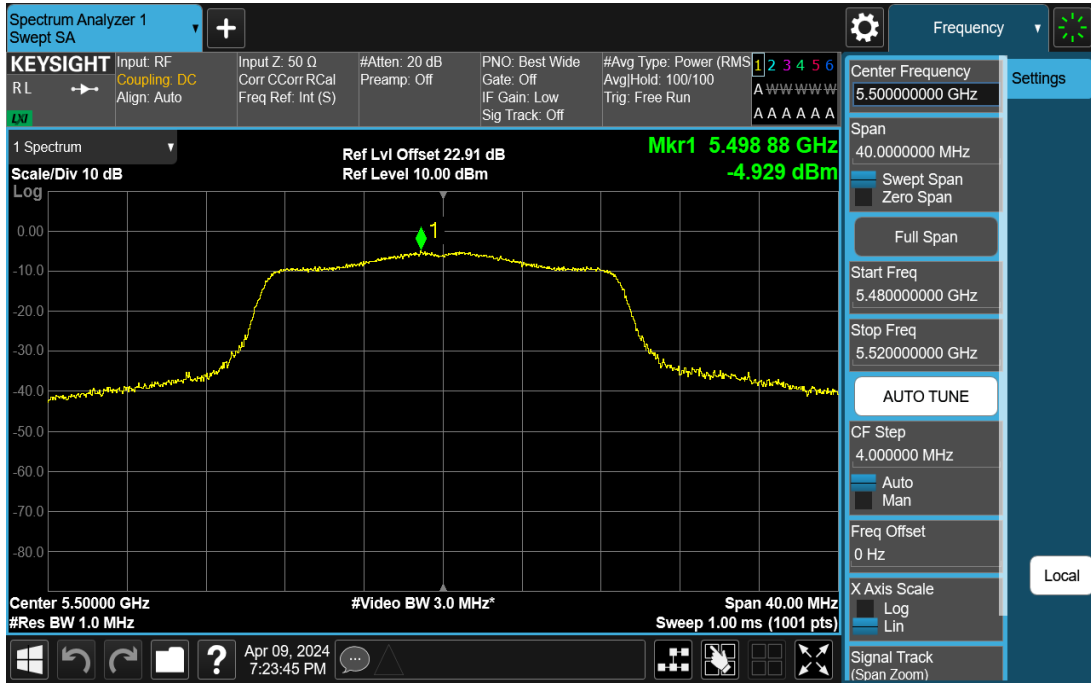 Spectrum Analyzer 1
Swept SA
+
Frequency
KEYSIGHT
R L
LXI
Input: RF
Coupling: DC
Align: Auto
Input Z: 50 Ω
Corr CCorr RCal
Freq Ref: Int (S)
#Atten: 20 dB
Preamp: Off
PNO: Best Wide
Gate: Off
IF Gain: Low
Sig Track: Off
#Avg Type: Power (RMS
Avg|Hold: 100/100
Trig: Free Run
1 2 3 4 5 6
A W W W W W
A A A A A A
1 Spectrum
Scale/Div 10 dB
Ref Lvl Offset 22.91 dB
Ref Level 10.00 dBm
Mkr1 5.498 88 GHz
-4.929 dBm
Log
0.00
-10.0
-20.0
-30.0
-40.0
-50.0
-60.0
-70.0
-80.0
1
Center 5.50000 GHz
#Res BW 1.0 MHz
#Video BW 3.0 MHz*
Span 40.00 MHz
Sweep 1.00 ms (1001 pts)
Center Frequency
5.500000000 GHz
Span
40.0000000 MHz
Swept Span
Zero Span
Full Span
Start Freq
5.480000000 GHz
Stop Freq
5.520000000 GHz
AUTO TUNE
CF Step
4.000000 MHz
Auto
Man
Freq Offset
0 Hz
X Axis Scale
Log
Lin
Signal Track
(Span Zoom)
Settings
Local
?
Apr 09, 2024
7:23:45 PM